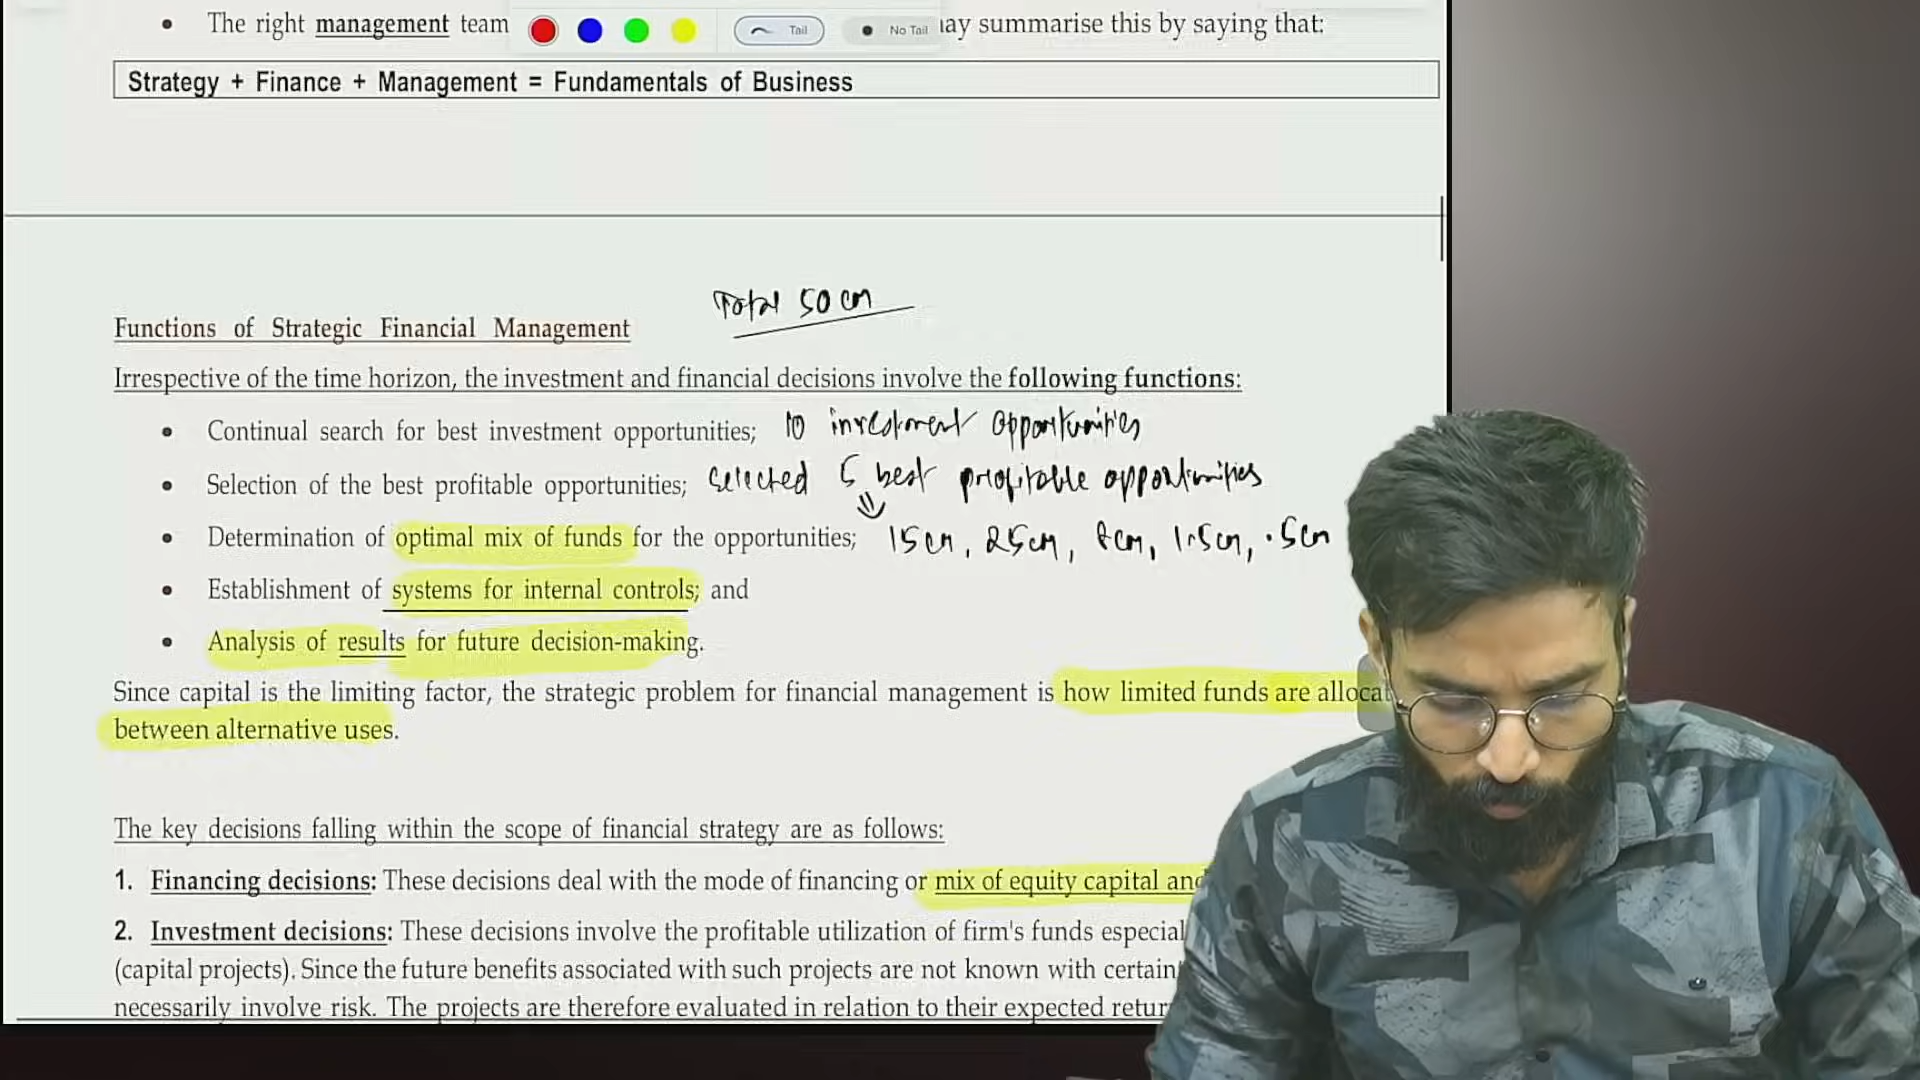 The right management team
Tail
No Tail
ay summarise this by saying that:
Strategy + Finance + Management = Fundamentals of Business
Total 50 cr
Functions of Strategic Financial Management
Irrespective of the time horizon, the investment and financial decisions involve the following functions:
Continual search for best investment opportunities; 10 investment opportunities
Selection of the best profitable opportunities; selected 5 best profitable opportunities
Determination of optimal mix of funds for the opportunities; 15cr, 25cr, 8cr, 1.5cr, .5cr
Establishment of systems for internal controls; and
Analysis of results for future decision-making.
Since capital is the limiting factor, the strategic problem for financial management is how limited funds are allocat
between alternative uses.
The key decisions falling within the scope of financial strategy are as follows:
1. Financing decisions: These decisions deal with the mode of financing or mix of equity capital and
2. Investment decisions: These decisions involve the profitable utilization of firm's funds especial
(capital projects). Since the future benefits associated with such projects are not known with certain
necessarily involve risk. The projects are therefore evaluated in relation to their expected retur